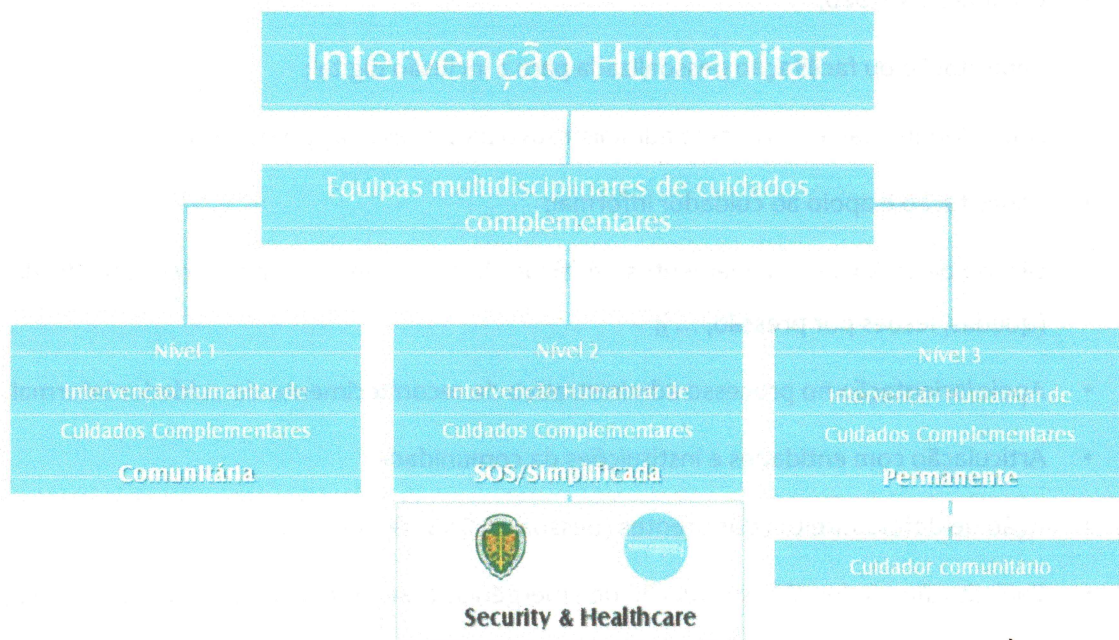 Intervenção Humanitar
Equipas multidisciplinares de cuidados
complementares
Nível 1
Intervenção Humanitar de
Cuidados Complementares
Comunitária
Nível 2
Intervenção Humanitar de
Cuidados Complementares
SOS/Simplificada
Security & Healthcare
Nível 3
Intervenção Humanitar de
Cuidados Complementares
Permanente
Cuidador comunitário